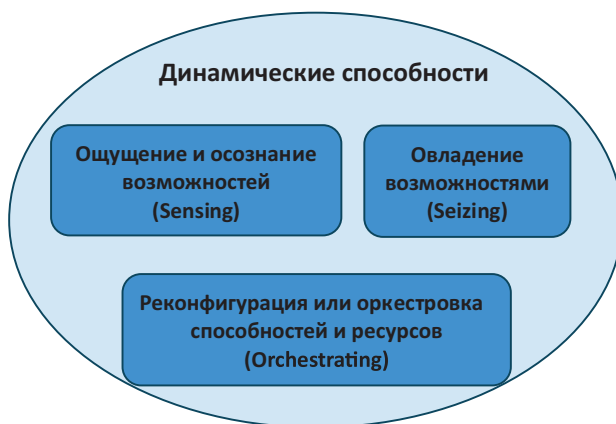 Динамические способности
Ощущение и осознание
возможностей
(Sensing)
Овладение
возможностями
(Seizing)
Реконфигурация или оркестровка
способностей и ресурсов
(Orchestrating)